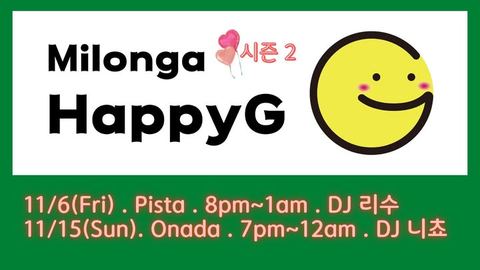 Milonga 시즌 2
HappyG
11/6(Fri) . Pista . 8pm~1am . DJ 리수
11/15(Sun). Onada . 7pm~12am . DJ 니쵸